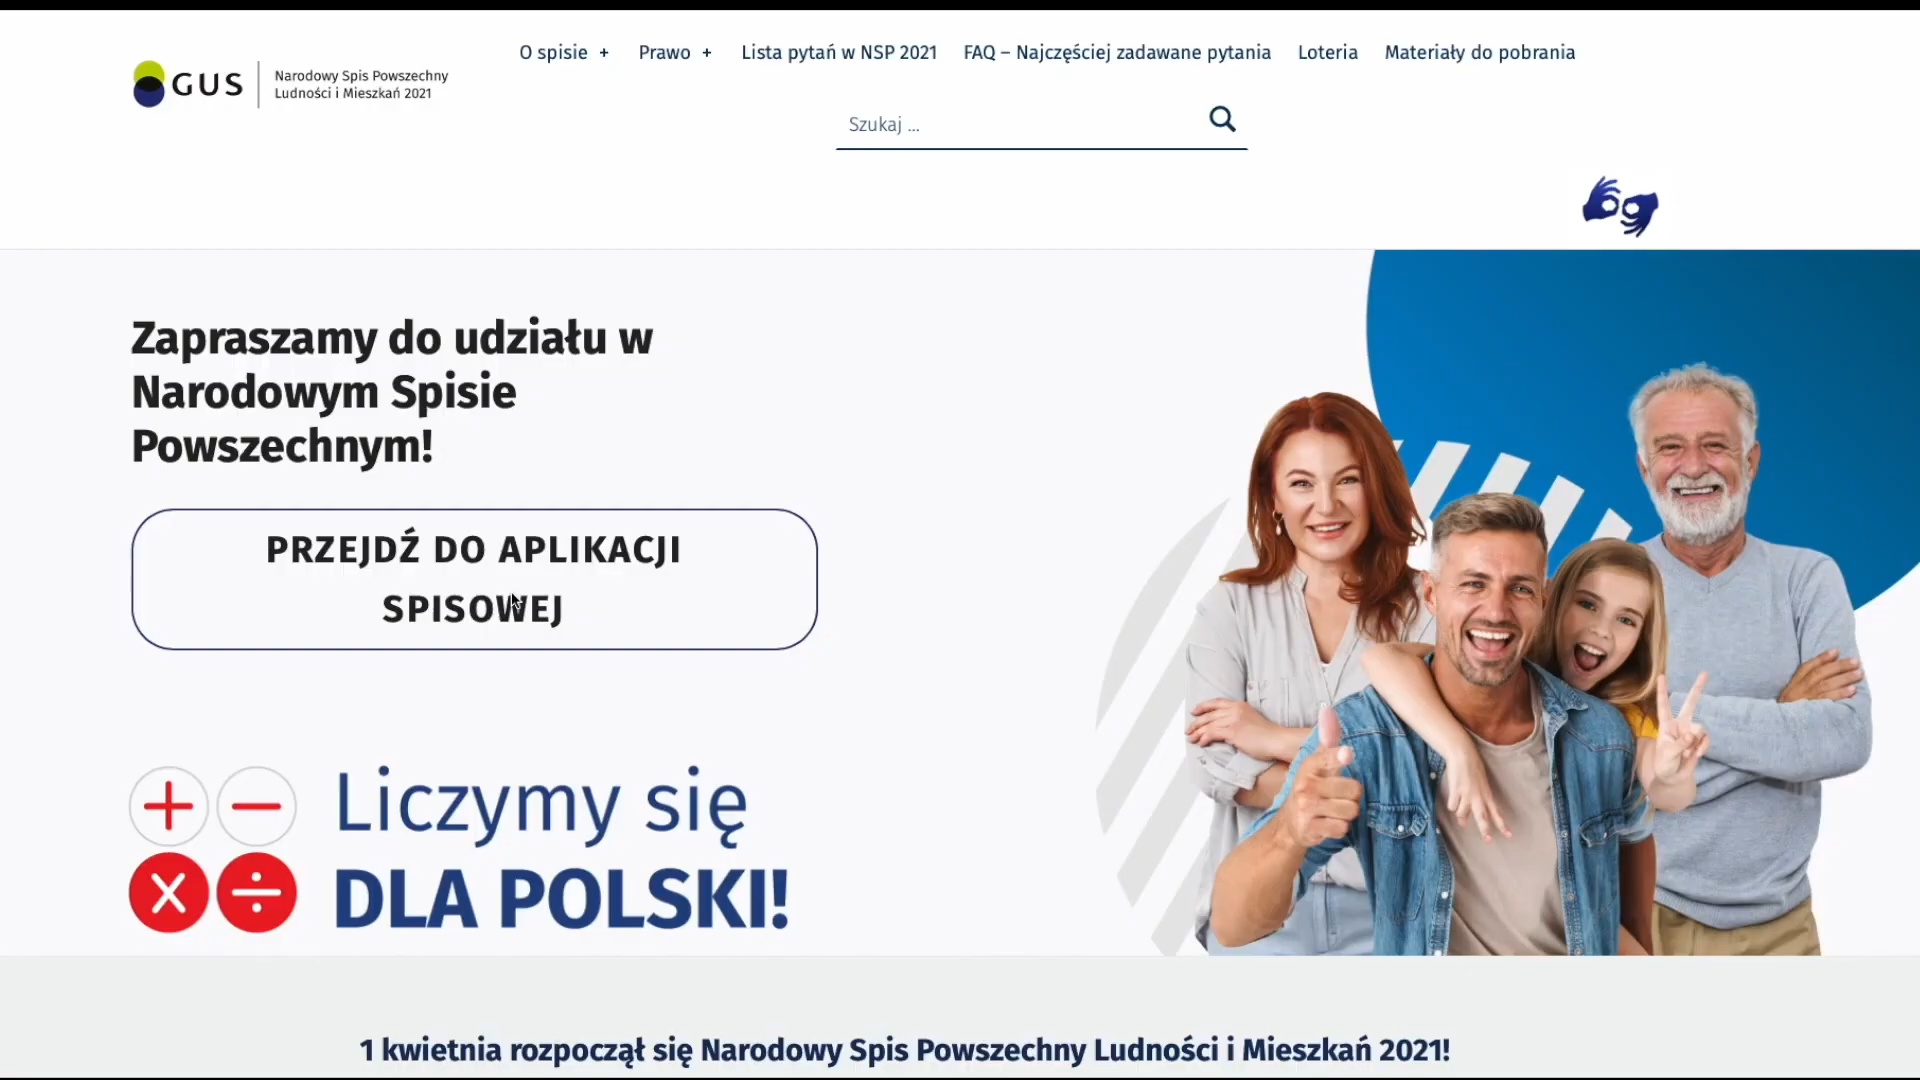 O spisie +
Prawo +
Lista pytań w NSP 2021
FAQ – Najczęściej zadawane pytania
Loteria
Materiały do pobrania
GUS
Narodowy Spis Powszechny
Ludności i Mieszkań 2021
Szukaj ...
Zapraszamy do udziału w
Narodowym Spisie
Powszechnym!
PRZEJDŹ DO APLIKACJI
SPISOWEJ
Liczymy się
DLA POLSKI!
1 kwietnia rozpoczął się Narodowy Spis Powszechny Ludności i Mieszkań 2021!